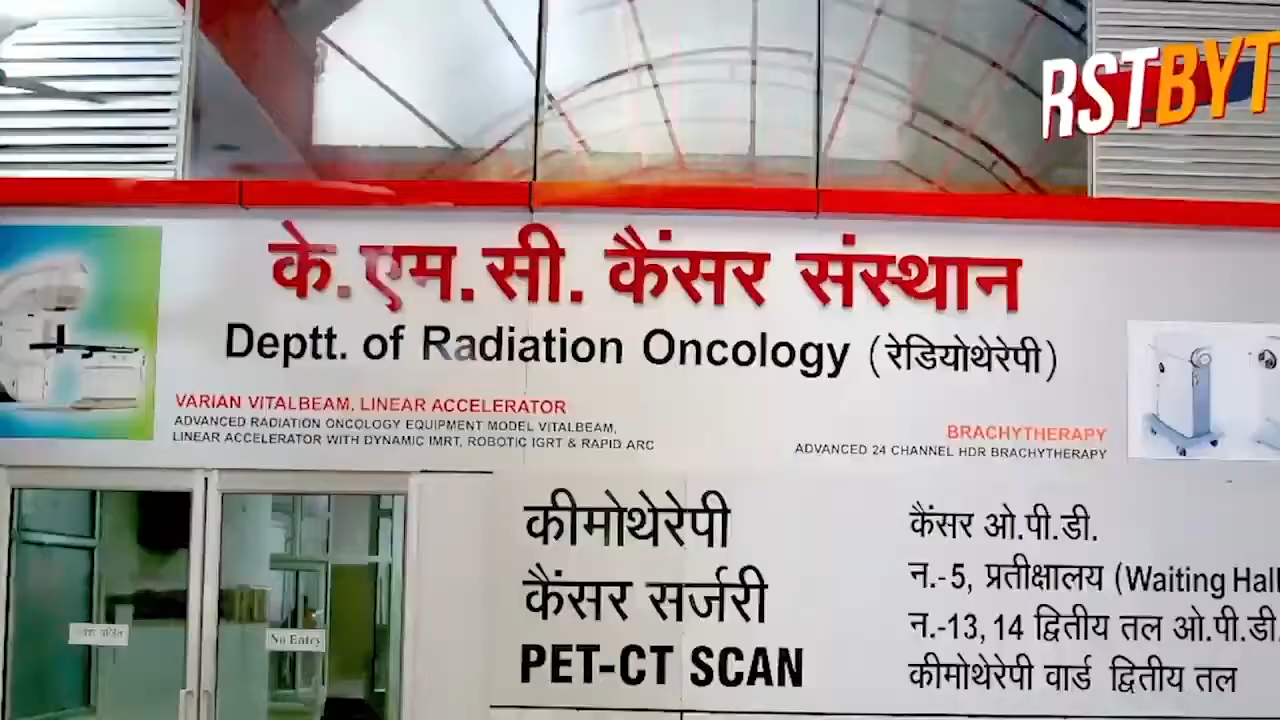 RSTBYT
के.एम.सी. कैंसर संस्थान
Deptt. of Radiation Oncology (रेडियोथेरेपी)
VARIAN VITALBEAM, LINEAR ACCELERATOR
ADVANCED RADIATION ONCOLOGY EQUIPMENT MODEL VITALBEAM,
LINEAR ACCELERATOR WITH DYNAMIC IMRT, ROBOTIC IGRT & RAPID ARC
BRACHYTHERAPY
ADVANCED 24 CHANNEL HDR BRACHYTHERAPY
कीमोथेरेपी
कैंसर सर्जरी
PET-CT SCAN
कैंसर ओ.पी.डी.
न.-5, प्रतीक्षालय (Waiting Hall
न.-13, 14 द्वितीय तल ओ.पी.डी.
कीमोथेरेपी वार्ड द्वितीय तल
No Entry